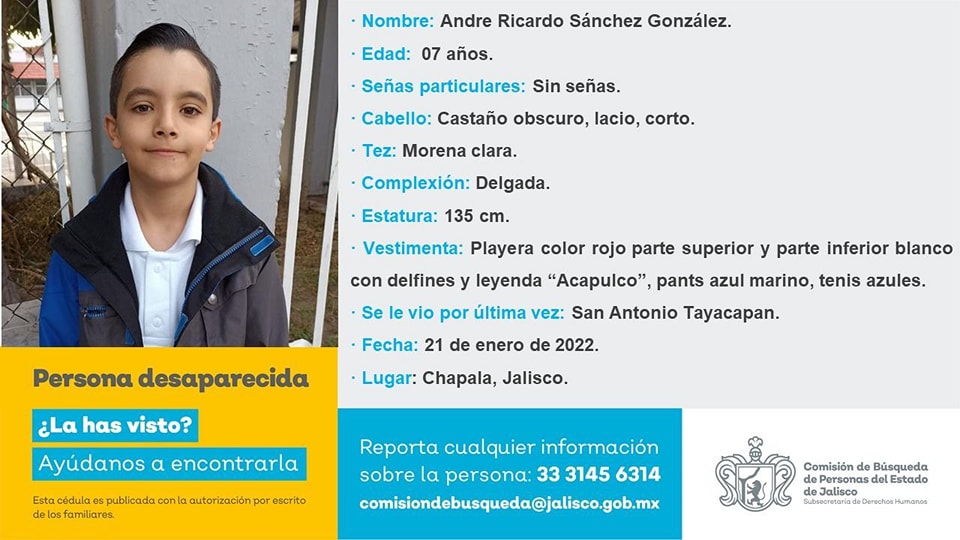 · Nombre: Andre Ricardo Sánchez González.
· Edad: 07 años.
· Señas particulares: Sin señas.
· Cabello: Castaño obscuro, lacio, corto.
· Tez: Morena clara.
· Complexión: Delgada.
· Estatura: 135 cm.
· Vestimenta: Playera color rojo parte superior y parte inferior blanco
con delfines y leyenda “Acapulco”, pants azul marino, tenis azules.
· Se le vio por última vez: San Antonio Tayacapan.
· Fecha: 21 de enero de 2022.
· Lugar: Chapala, Jalisco.
Persona desaparecida
¿La has visto?
Ayúdanos a encontrarla
Esta cédula es publicada con la autorización por escrito
de los familiares.
Reporta cualquier información
sobre la persona: 33 3145 6314
comisiondebusqueda@jalisco.gob.mx
Comisión de Búsqueda
de Personas del Estado
de Jalisco
Subsecretaría de Derechos Humanos